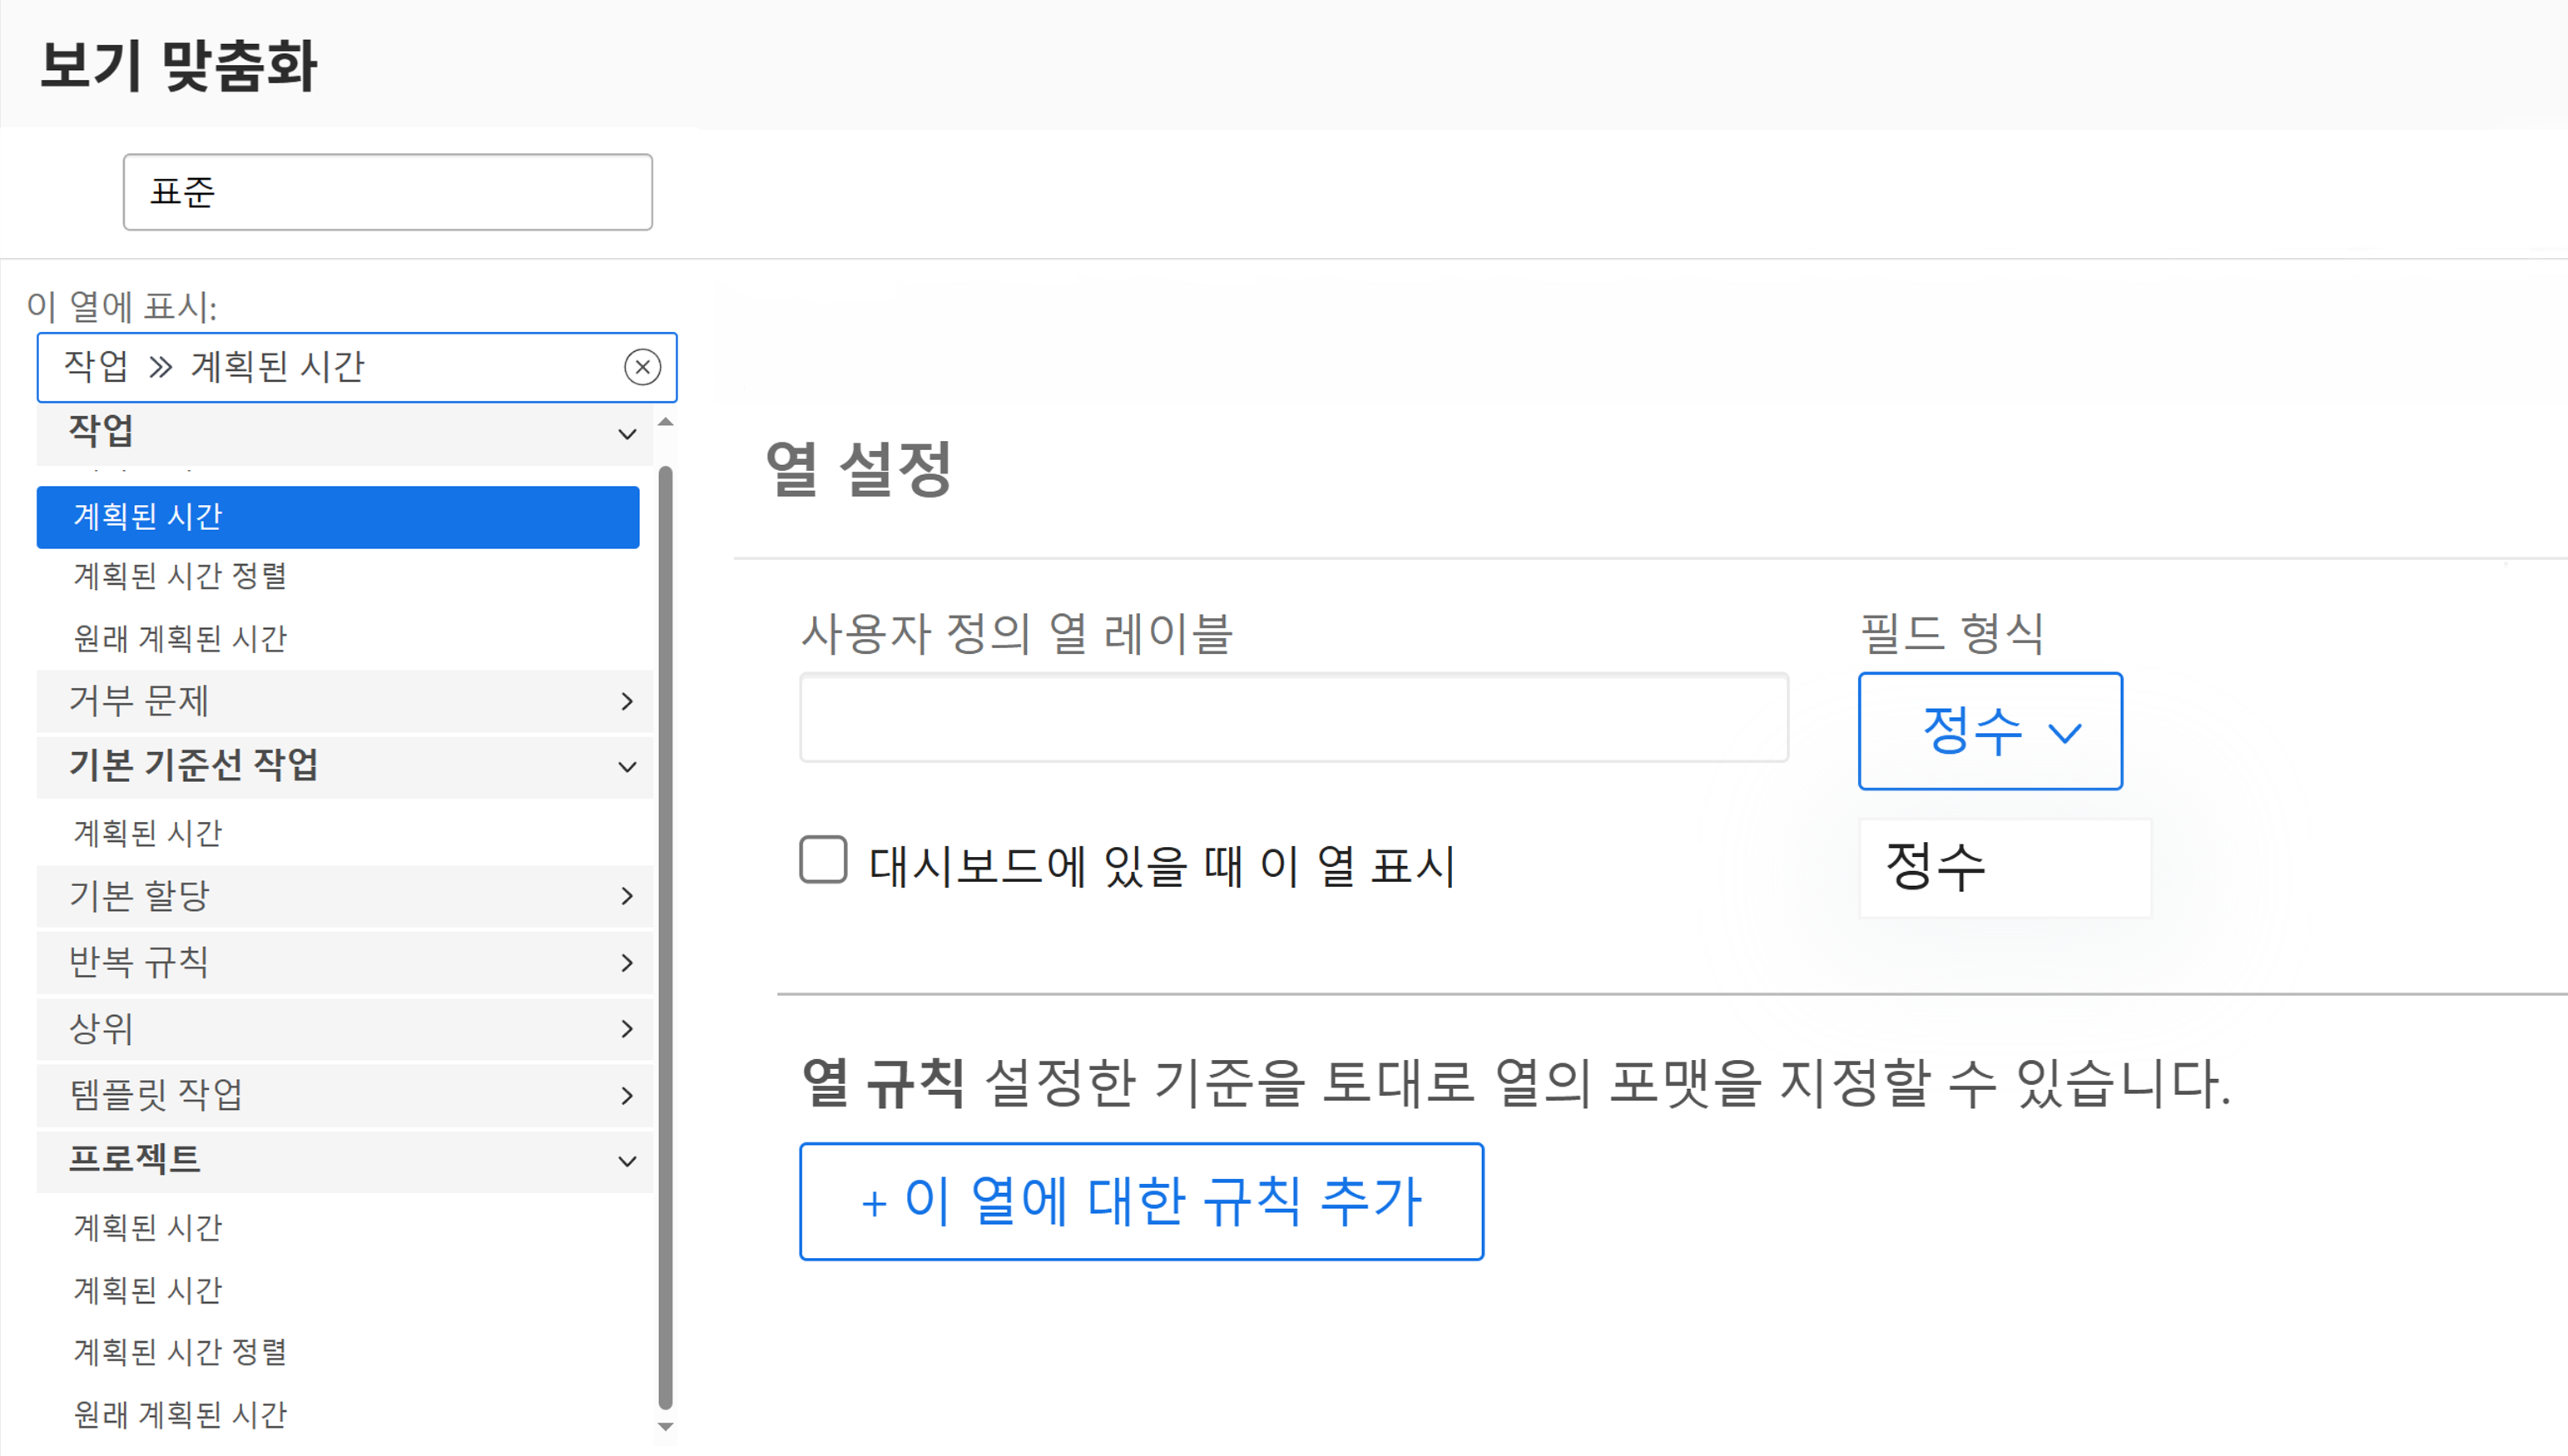 보기 맞춤화
표준
이 열에 표시:
작업 » 계획된 시간
작업
계획된 시간
계획된 시간 정렬
원래 계획된 시간
거부 문제
기본 기준선 작업
계획된 시간
기본 할당
반복 규칙
상위
템플릿 작업
프로젝트
계획된 시간
계획된 시간
계획된 시간 정렬
원래 계획된 시간
열 설정
사용자 정의 열 레이블
필드 형식
정수
대시보드에 있을 때 이 열 표시
정수
열 규칙 설정한 기준을 토대로 열의 포맷을 지정할 수 있습니다.
+ 이 열에 대한 규칙 추가